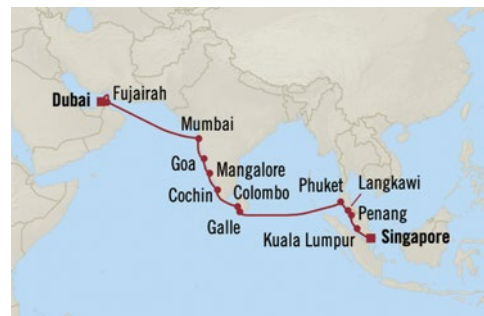 Dubai
Fujairah
Mumbai
Goa
Mangalore
Cochin
Colombo
Galle
Phuket
Langkawi
Penang
Kuala Lumpur
Singapore